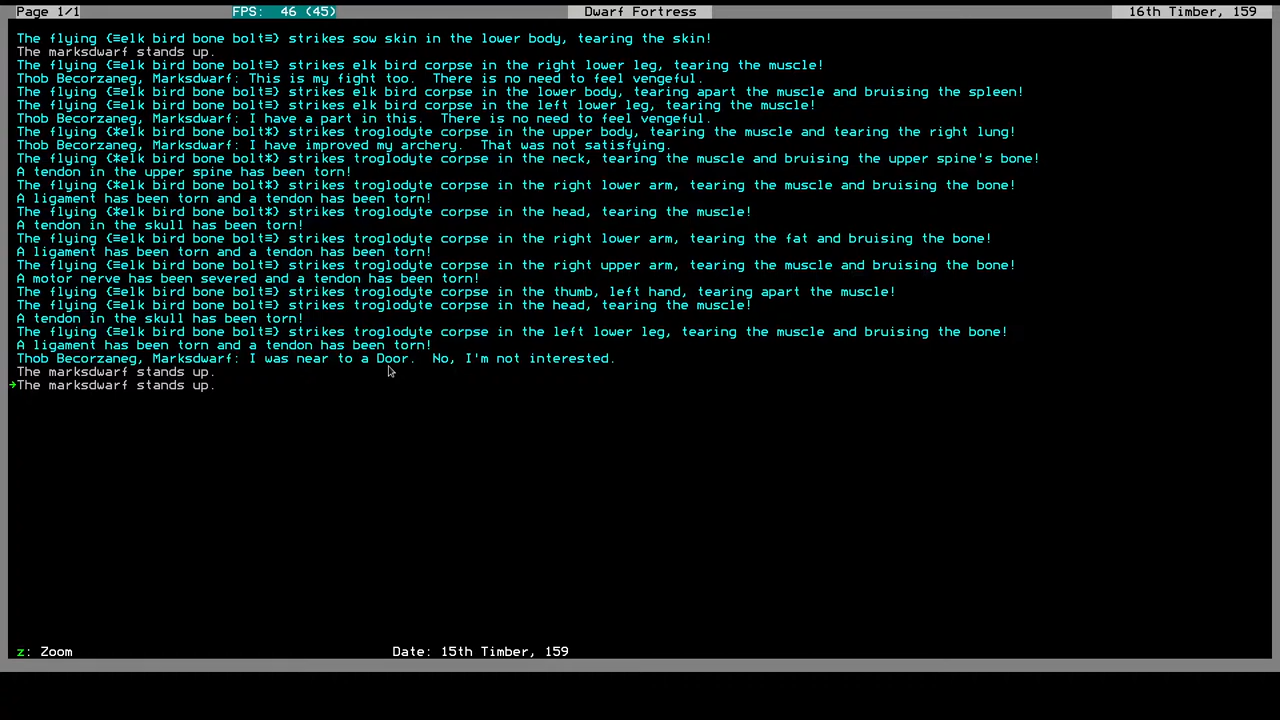 Page 1/1 FPS: 46 (45) Dwarf Fortress 16th Timber, 159
The flying {≡elk bird bone bolt≡} strikes sow skin in the lower body, tearing the skin!
The marksdwarf stands up.
The flying {≡elk bird bone bolt≡} strikes elk bird corpse in the right lower leg, tearing the muscle!
Thob Becorzaneg, Marksdwarf: This is my fight too.  There is no need to feel vengeful.
The flying {≡elk bird bone bolt≡} strikes elk bird corpse in the lower body, tearing apart the muscle and bruising the spleen!
The flying {≡elk bird bone bolt≡} strikes elk bird corpse in the left lower leg, tearing the muscle!
Thob Becorzaneg, Marksdwarf: I have a part in this.  There is no need to feel vengeful.
The flying {*elk bird bone bolt*} strikes troglodyte corpse in the upper body, tearing the muscle and tearing the right lung!
Thob Becorzaneg, Marksdwarf: I have improved my archery.  That was not satisfying.
The flying {*elk bird bone bolt*} strikes troglodyte corpse in the neck, tearing the muscle and bruising the upper spine's bone!
A tendon in the upper spine has been torn!
The flying {*elk bird bone bolt*} strikes troglodyte corpse in the right lower arm, tearing the muscle and bruising the bone!
A ligament has been torn and a tendon has been torn!
The flying {*elk bird bone bolt*} strikes troglodyte corpse in the head, tearing the muscle!
A tendon in the skull has been torn!
The flying {≡elk bird bone bolt≡} strikes troglodyte corpse in the right lower arm, tearing the fat and bruising the bone!
A ligament has been torn and a tendon has been torn!
The flying {≡elk bird bone bolt≡} strikes troglodyte corpse in the right upper arm, tearing the muscle and bruising the bone!
A motor nerve has been severed and a tendon has been torn!
The flying {≡elk bird bone bolt≡} strikes troglodyte corpse in the thumb, left hand, tearing apart the muscle!
The flying {≡elk bird bone bolt≡} strikes troglodyte corpse in the head, tearing the muscle!
A tendon in the skull has been torn!
The flying {≡elk bird bone bolt≡} strikes troglodyte corpse in the left lower leg, tearing the muscle and bruising the bone!
A ligament has been torn and a tendon has been torn!
Thob Becorzaneg, Marksdwarf: I was near to a Door.  No, I'm not interested.
The marksdwarf stands up.
→The marksdwarf stands up.
z: Zoom Date: 15th Timber, 159